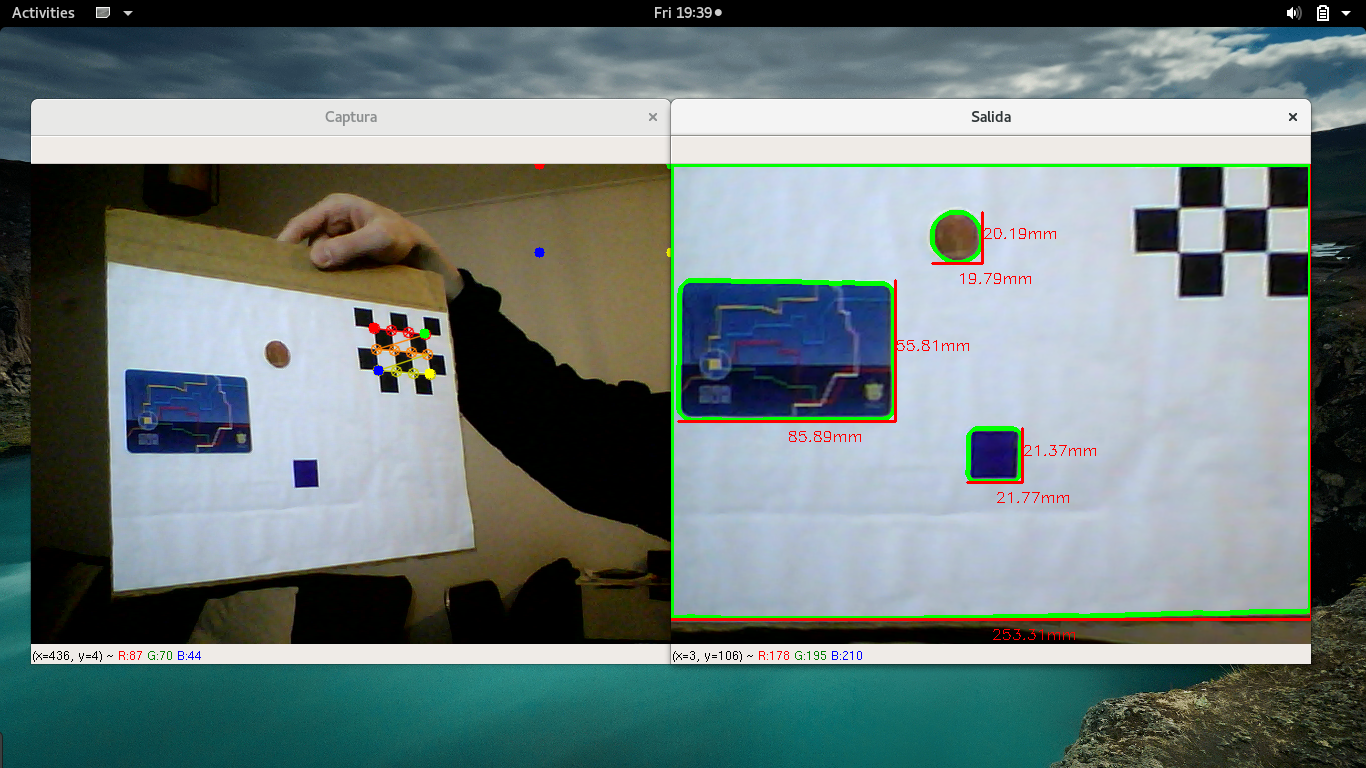 Activities
Fri 19:39
Captura
Salida
20.19mm
19.79mm
55.81mm
85.89mm
21.37mm
21.77mm
253.31mm
(x=436, y=4) ~ R:87 G:70 B:44
(x=3, y=106) ~ R:178 G:195 B:210